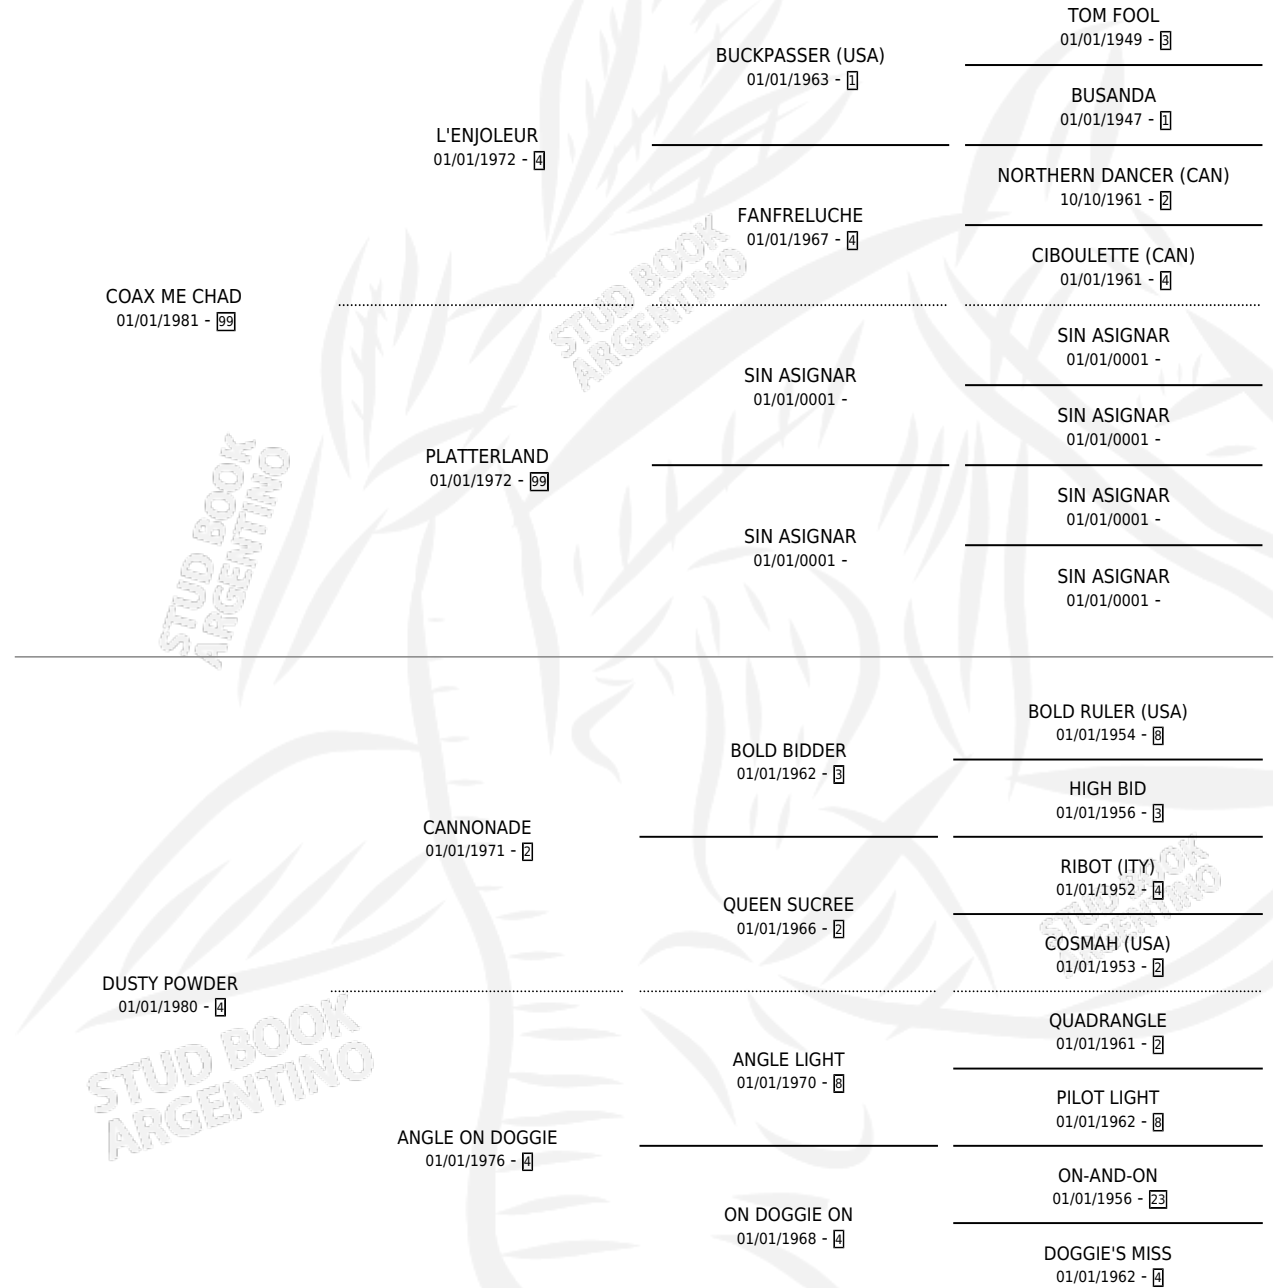 TOM FOOL
01/01/1949 - 3
BUCKPASSER (USA)
01/01/1963 - 1
BUSANDA
01/01/1947 - 1
L'ENJOLEUR
01/01/1972 - 4
NORTHERN DANCER (CAN)
10/10/1961 - 2
FANFRELUCHE
01/01/1967 - 4
CIBOULETTE (CAN)
01/01/1961 - 4
COAX ME CHAD
01/01/1981 - 99
STUD BOOK
ARGENTINO
SIN ASIGNAR
01/01/0001 -
SIN ASIGNAR
01/01/0001 -
SIN ASIGNAR
01/01/0001 -
PLATTERLAND
01/01/1972 - 99
SIN ASIGNAR
01/01/0001 -
SIN ASIGNAR
01/01/0001 -
SIN ASIGNAR
01/01/0001 -
STUD BOOK
ARGENTINO
BOLD RULER (USA)
01/01/1954 - 8
BOLD BIDDER
01/01/1962 - 3
HIGH BID
01/01/1956 - 3
CANNONADE
01/01/1971 - 2
RIBOT (ITY)
01/01/1952 - 4
STUD BOOK
ARGENTINO
QUEEN SUCREE
01/01/1966 - 2
COSMAH (USA)
01/01/1953 - 2
DUSTY POWDER
01/01/1980 - 4
STUD BOOK
ARGENTINO
QUADRANGLE
01/01/1961 - 2
ANGLE LIGHT
01/01/1970 - 8
PILOT LIGHT
01/01/1962 - 8
ANGLE ON DOGGIE
01/01/1976 - 4
ON-AND-ON
01/01/1956 - 23
ON DOGGIE ON
01/01/1968 - 4
DOGGIE'S MISS
01/01/1962 - 4